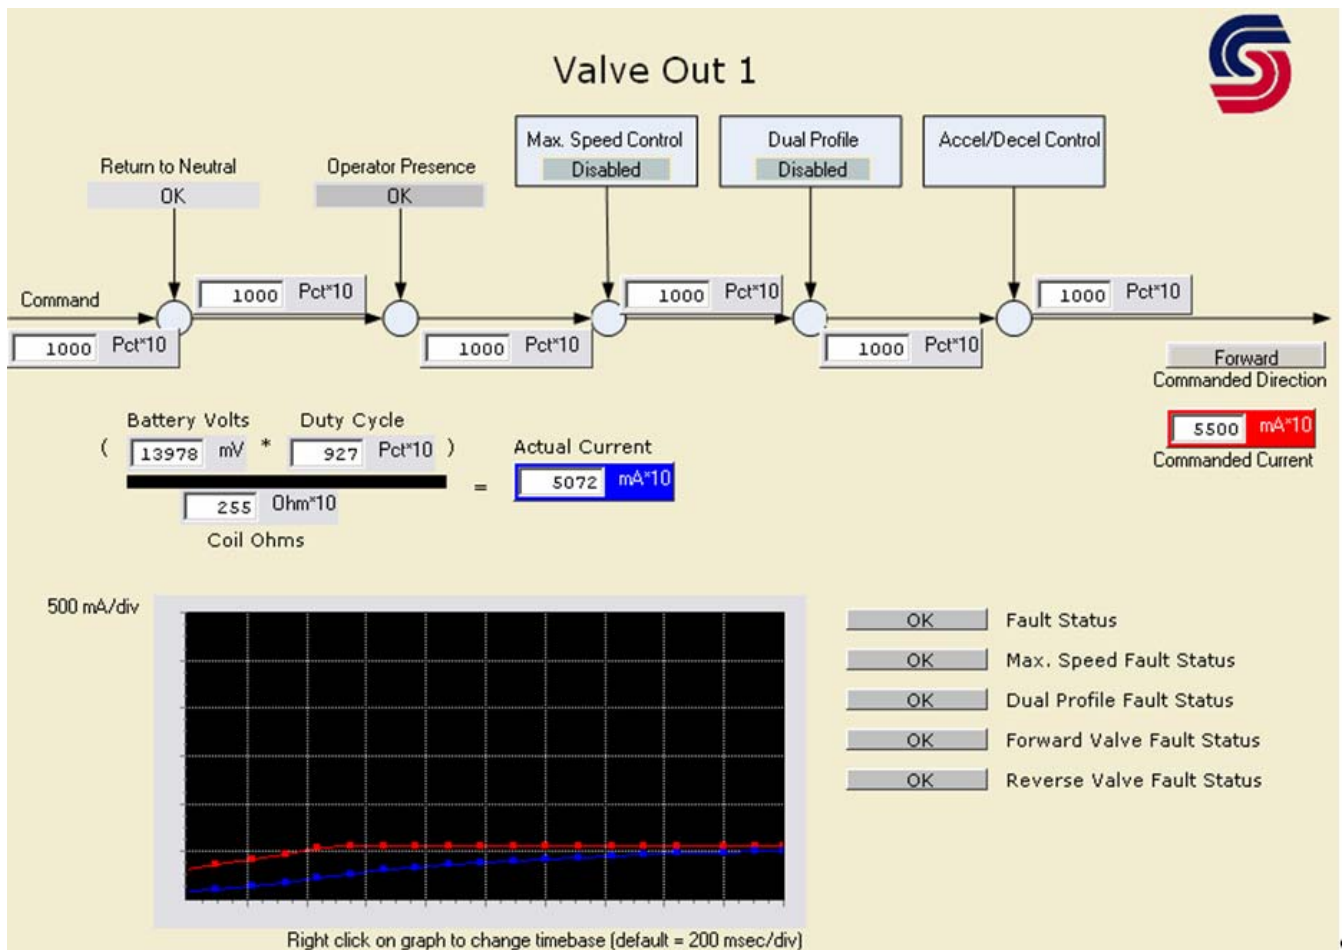 Valve Out 1
Max. Speed Control
Disabled
Dual Profile
Disabled
Accel/Decel Control
Return to Neutral
OK
Operator Presence
OK
Command
1000 Pct*10
1000 Pct*10
1000 Pct*10
1000 Pct*10
1000 Pct*10
1000 Pct*10
Forward
Commanded Direction
5500 mA*10
Commanded Current
Battery Volts Duty Cycle
( 13978 mV * 927 Pct*10 )
255 Ohm*10
Coil Ohms
=
Actual Current
5072 mA*10
500 mA/div
OK Fault Status
OK Max. Speed Fault Status
OK Dual Profile Fault Status
OK Forward Valve Fault Status
OK Reverse Valve Fault Status
Right click on graph to change timebase (default = 200 msec/div)